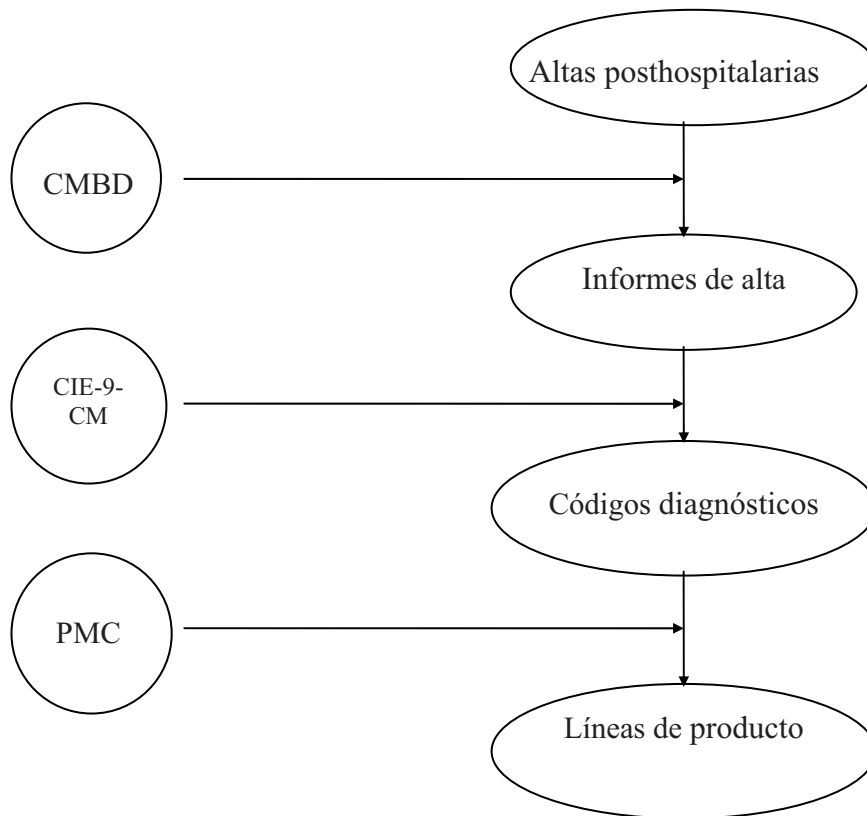 Altas posthospitalarias
CMBD
Informes de alta
CIE-9-
CM
Códigos diagnósticos
PMC
Líneas de producto